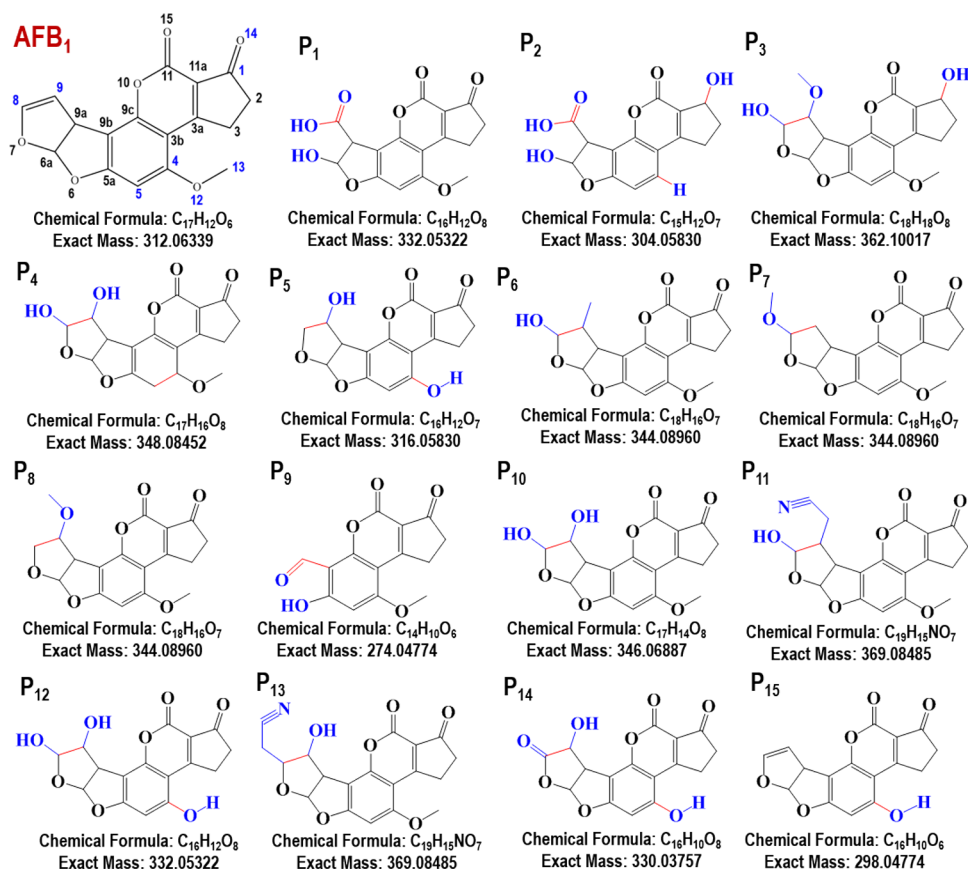 AFB₁
15
O
14
O
11
11a
1
10
O
2
9
8
9a
9c
3a
9b
3b
3
7
O
6a
4
13
O
6
5a
5
O
12
Chemical Formula: C₁₇H₁₂O₆
Exact Mass: 312.06339
P₁
O
O
O
HO
O
HO
O
O
Chemical Formula: C₁₆H₁₂O₈
Exact Mass: 332.05322
P₂
OH
O
O
HO
O
HO
O
H
Chemical Formula: C₁₅H₁₂O₇
Exact Mass: 304.05830
P₃
O
OH
O
HO
O
O
O
O
Chemical Formula: C₁₈H₁₈O₈
Exact Mass: 362.10017
P₄
OH
O
O
HO
O
O
O
O
Chemical Formula: C₁₇H₁₆O₈
Exact Mass: 348.08452
P₅
OH
O
O
O
O
O
O
H
Chemical Formula: C₁₆H₁₂O₇
Exact Mass: 316.05830
P₆
O
O
HO
O
O
O
O
Chemical Formula: C₁₈H₁₆O₇
Exact Mass: 344.08960
P₇
O
O
O
O
O
O
O
Chemical Formula: C₁₈H₁₆O₇
Exact Mass: 344.08960
P₈
O
O
O
O
O
O
O
Chemical Formula: C₁₈H₁₆O₇
Exact Mass: 344.08960
P₉
O
O
O
O
HO
O
Chemical Formula: C₁₄H₁₀O₆
Exact Mass: 274.04774
P₁₀
O
O
OH
HO
O
O
O
O
Chemical Formula: C₁₇H₁₄O₈
Exact Mass: 346.06887
P₁₁
N
O
O
HO
O
O
O
O
Chemical Formula: C₁₉H₁₅NO₇
Exact Mass: 369.08485
P₁₂
OH
O
O
HO
O
O
O
O
H
Chemical Formula: C₁₆H₁₂O₈
Exact Mass: 332.05322
P₁₃
N
OH
O
O
O
O
O
O
Chemical Formula: C₁₉H₁₅NO₇
Exact Mass: 369.08485
P₁₄
OH
O
O
O
O
O
O
O
H
Chemical Formula: C₁₆H₁₀O₈
Exact Mass: 330.03757
P₁₅
O
O
O
O
O
O
H
Chemical Formula: C₁₆H₁₀O₆
Exact Mass: 298.04774